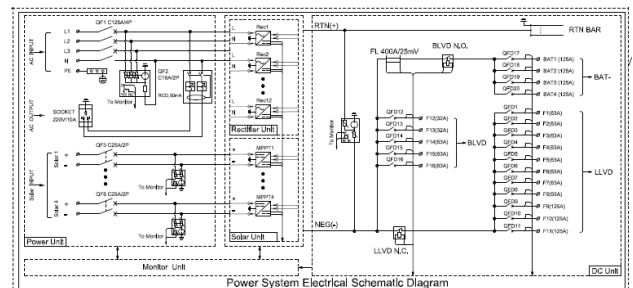 QF1 C125A/4P
L1
L2
L3
N
PE
AC INPUT
QF2
C16A/2P
RCD,30mA
To Monitor
AC OUTPUT
SOCKET
220V/10A
Solar INPUT
Solar 1
+
-
QF3 C25A/2P
To Monitor
Solar 4
+
-
QF6 C25A/2P
To Monitor
Power Unit
L
N
Rec1
L
N
Rec2
L
N
Rec12
Rectifier Unit
+
-
MPPT1
+
-
MPPT4
Solar Unit
Monitor Unit
RTN(+)
RTN BAR
FL 400A/25mV
BLVD N.O.
To Monitor
QFD17 BAT1 (125A)
QFD18 BAT2 (125A)
QFD19 BAT3 (125A)
QFD20 BAT4 (125A)
BAT-
QFD12 F12(32A)
QFD13 F13(32A)
QFD14 F14(63A)
QFD15 F15(63A)
QFD16 F16(63A)
BLVD
QFD1 F1(63A)
QFD2 F2(63A)
QFD3 F3(63A)
QFD4 F4(63A)
QFD5 F5(63A)
QFD6 F6(63A)
QFD7 F7(63A)
QFD8 F8(63A)
QFD9 F9(125A)
QFD10 F10(125A)
QFD11 F11(125A)
LLVD
NEG(-)
LLVD N.C.
DC Unit
Power System Electrical Schematic Diagram